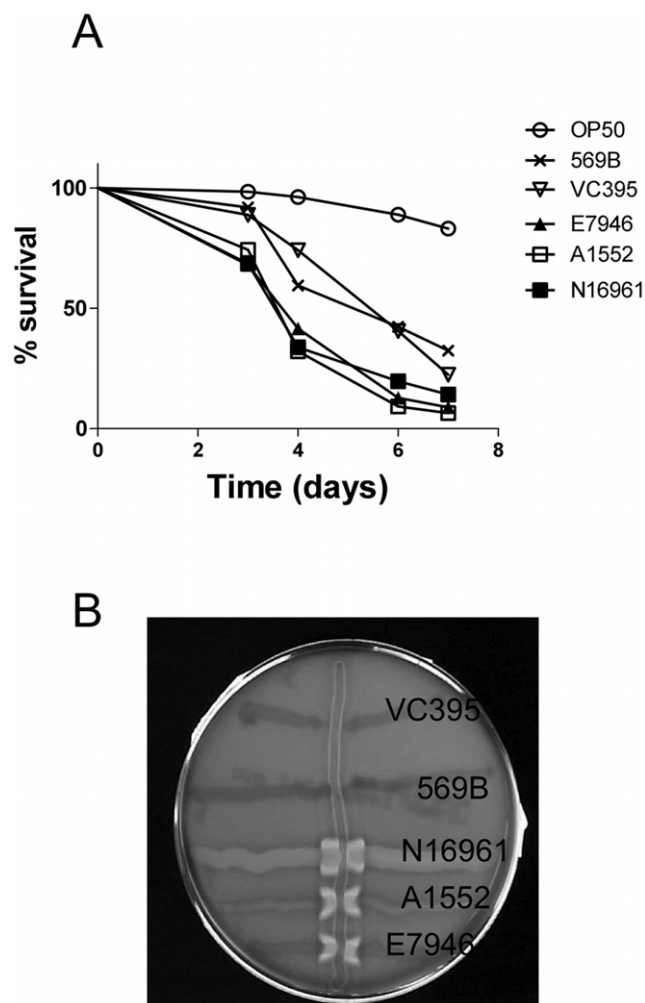 A
OP50
569B
VC395
E7946
A1552
N16961
% survival
100
50
0
0
2
4
6
8
Time (days)
B
VC395
569B
N16961
A1552
E7946